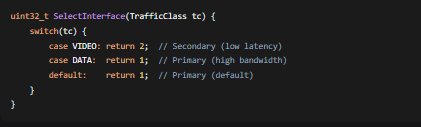 uint32_t SelectInterface(TrafficClass tc) {
    switch(tc) {
        case VIDEO: return 2;  // Secondary (low latency)
        case DATA:  return 1;  // Primary (high bandwidth)
        default:    return 1;  // Primary (default)
    }
}